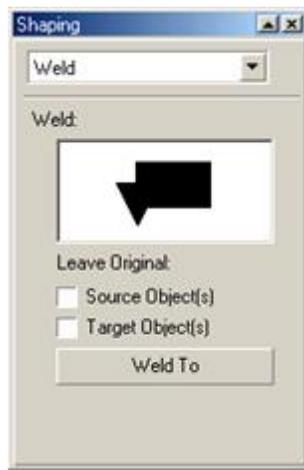 Shaping
Weld
Weld:
Leave Original:
Source Object(s)
Target Object(s)
Weld To